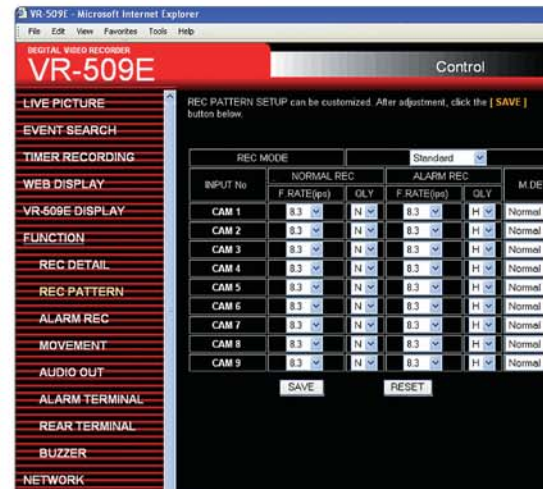 VR-509E - Microsoft Internet Explorer
File Edit View Favorites Tools Help
DEGITAL VIDEO RECORDER
VR-509E
Control
LIVE PICTURE
EVENT SEARCH
TIMER RECORDING
WEB DISPLAY
VR-509E DISPLAY
FUNCTION
REC DETAIL
REC PATTERN
ALARM REC
MOVEMENT
AUDIO OUT
ALARM TERMINAL
REAR TERMINAL
BUZZER
NETWORK
REC PATTERN SETUP can be customized. After adjustment, click the [ SAVE ]
button below.
REC MODE Standard
INPUT No NORMAL REC ALARM REC M.DE
F.RATE(ips) QLY F.RATE(ips) QLY
CAM 1 8.3 N 8.3 H Normal
CAM 2 8.3 N 8.3 H Normal
CAM 3 8.3 N 8.3 H Normal
CAM 4 8.3 N 8.3 H Normal
CAM 5 8.3 N 8.3 H Normal
CAM 6 8.3 N 8.3 H Normal
CAM 7 8.3 N 8.3 H Normal
CAM 8 8.3 N 8.3 H Normal
CAM 9 8.3 N 8.3 H Normal
SAVE RESET